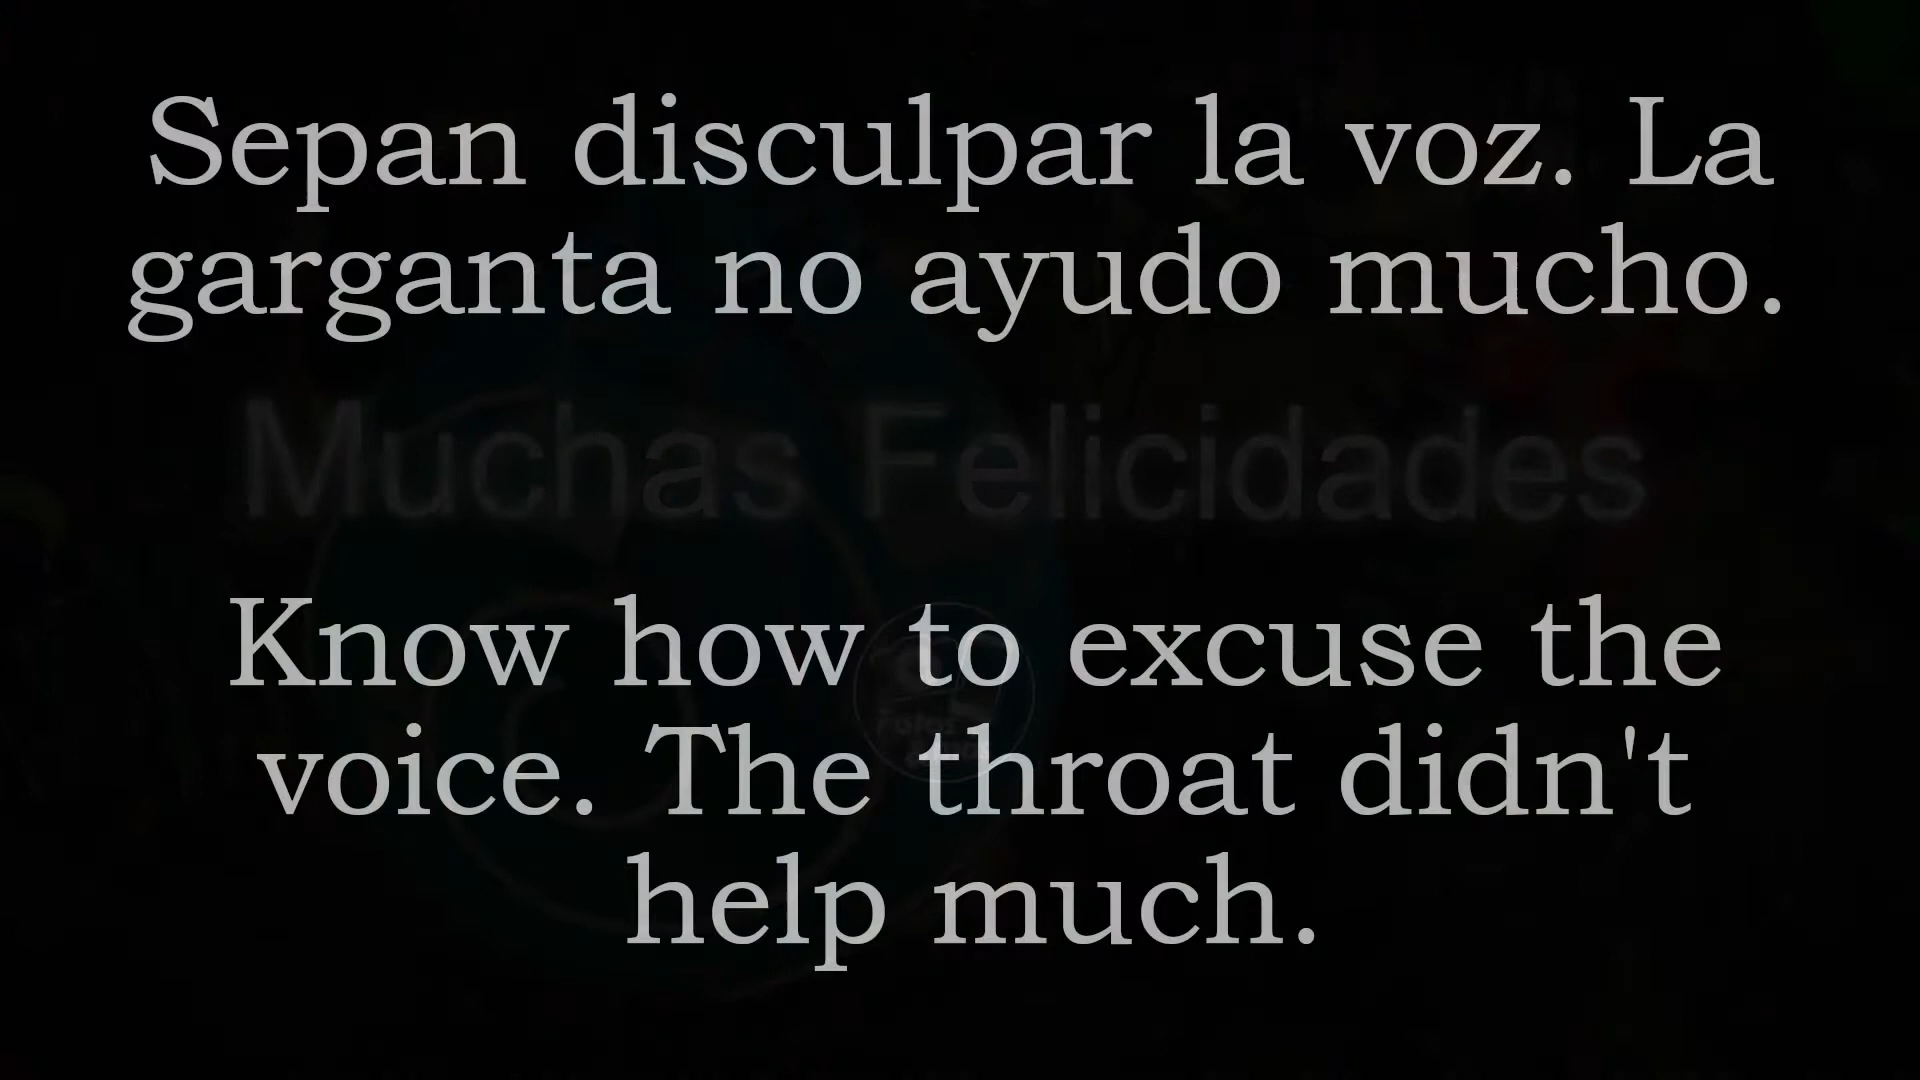 Sepan disculpar la voz. La
garganta no ayudo mucho.
Muchas Felicidades
Know how to excuse the
voice. The throat didn't
help much.